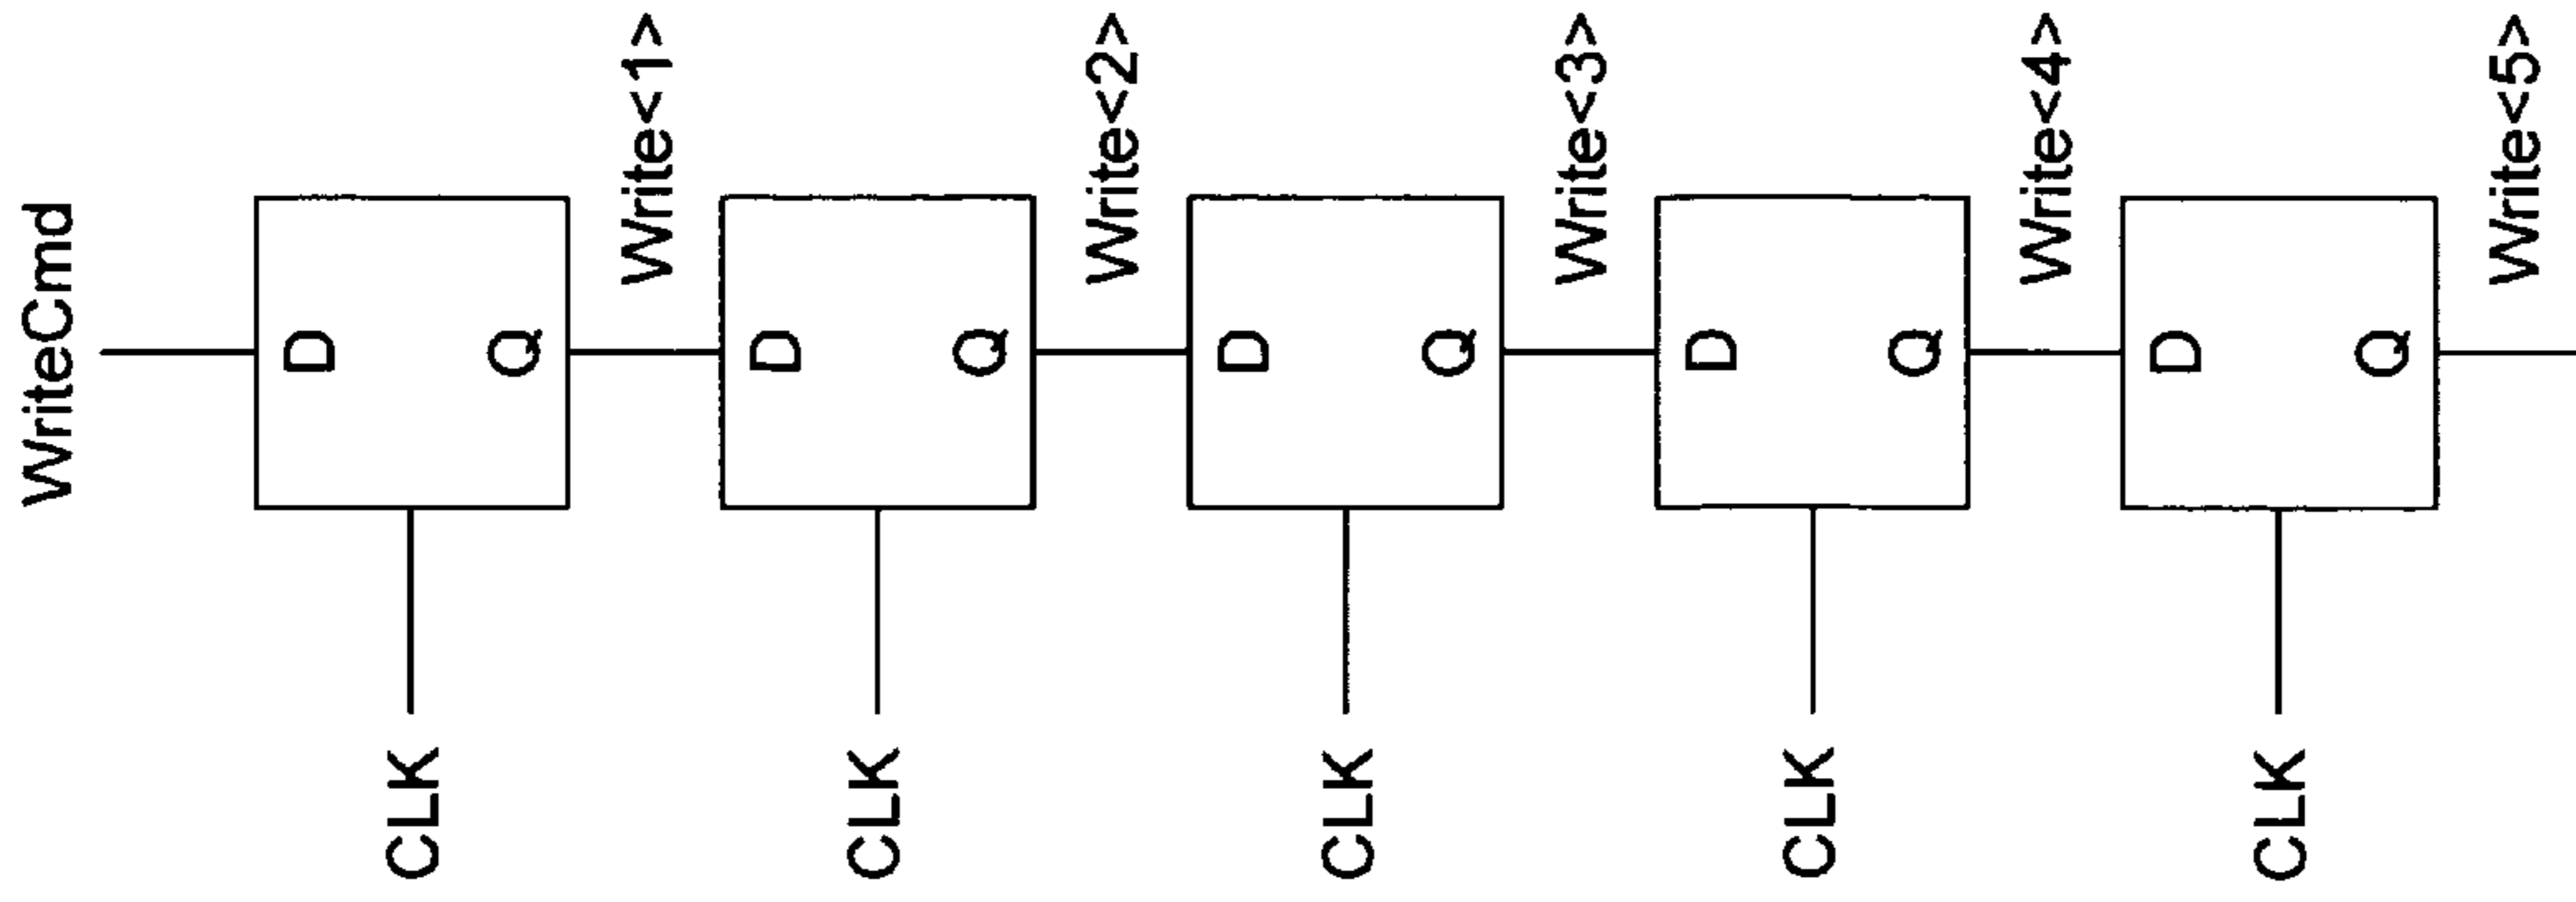 WriteCmd
D
Q
CLK
Write<1>
D
Q
CLK
Write<2>
D
Q
CLK
Write<3>
D
Q
CLK
Write<4>
D
Q
CLK
Write<5>